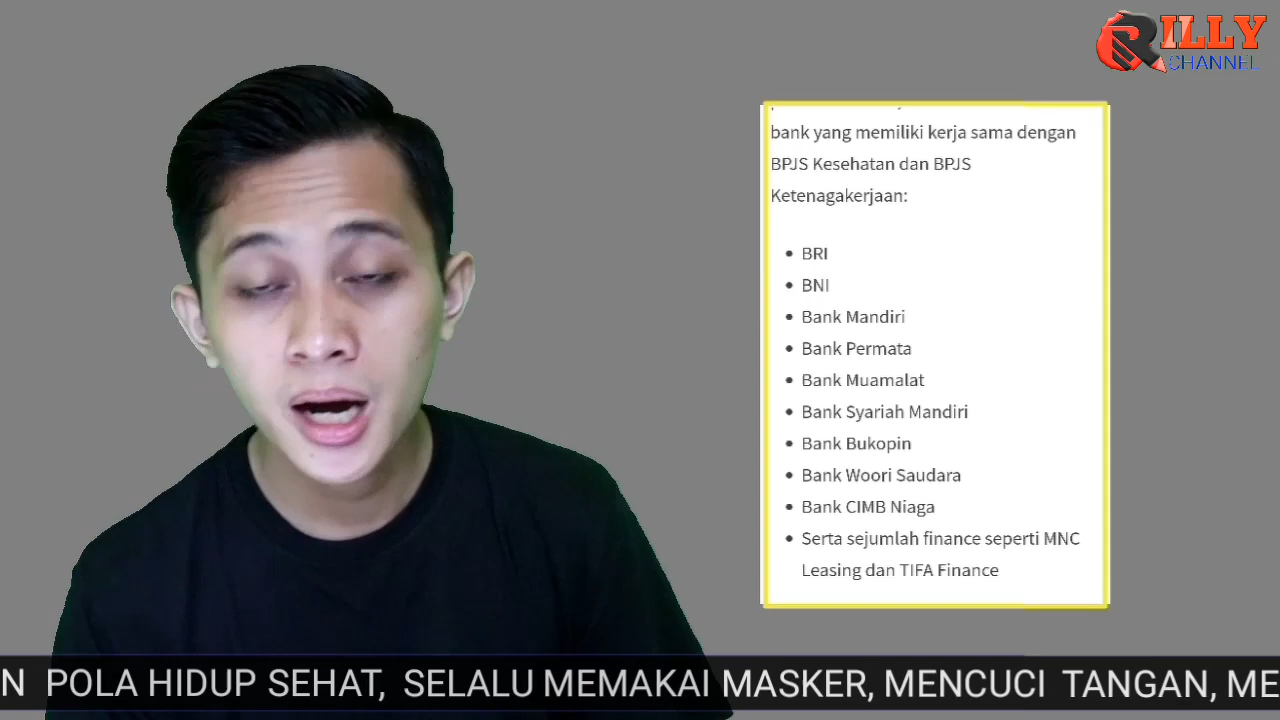 RILLY
CHANNEL
bank yang memiliki kerja sama dengan
BPJS Kesehatan dan BPJS
Ketenagakerjaan:
• BRI
• BNI
• Bank Mandiri
• Bank Permata
• Bank Muamalat
• Bank Syariah Mandiri
• Bank Bukopin
• Bank Woori Saudara
• Bank CIMB Niaga
• Serta sejumlah finance seperti MNC
Leasing dan TIFA Finance
N POLA HIDUP SEHAT, SELALU MEMAKAI MASKER, MENCUCI TANGAN, ME